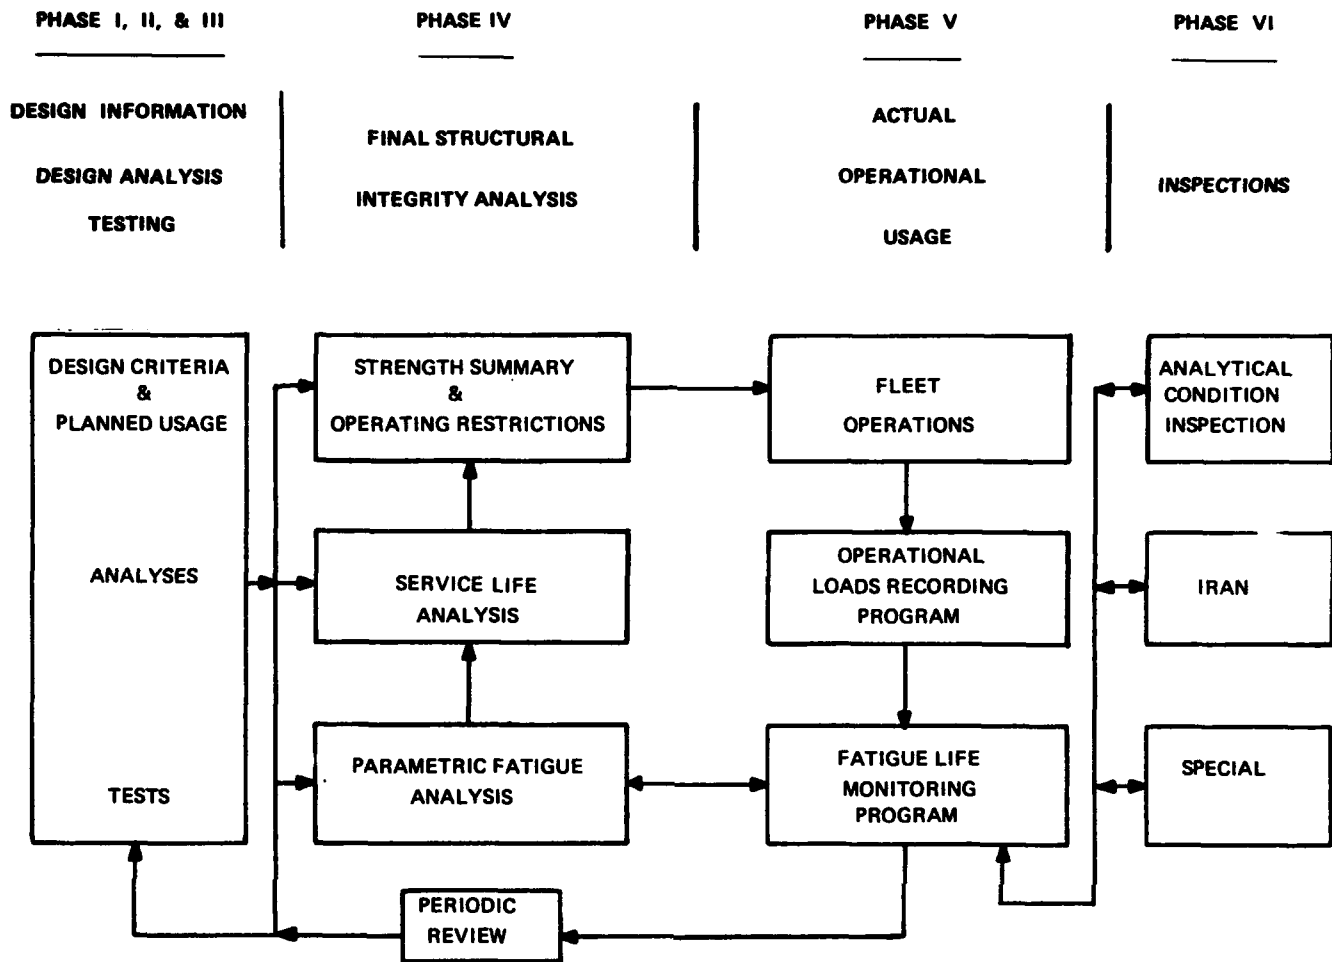 PHASE I, II, & III
PHASE IV
PHASE V
PHASE VI
DESIGN INFORMATION
DESIGN ANALYSIS
TESTING
FINAL STRUCTURAL
INTEGRITY ANALYSIS
ACTUAL
OPERATIONAL
USAGE
INSPECTIONS
DESIGN CRITERIA
&
PLANNED USAGE
ANALYSES
TESTS
STRENGTH SUMMARY
&
OPERATING RESTRICTIONS
SERVICE LIFE
ANALYSIS
PARAMETRIC FATIGUE
ANALYSIS
PERIODIC
REVIEW
FLEET
OPERATIONS
OPERATIONAL
LOADS RECORDING
PROGRAM
FATIGUE LIFE
MONITORING
PROGRAM
ANALYTICAL
CONDITION
INSPECTION
IRAN
SPECIAL